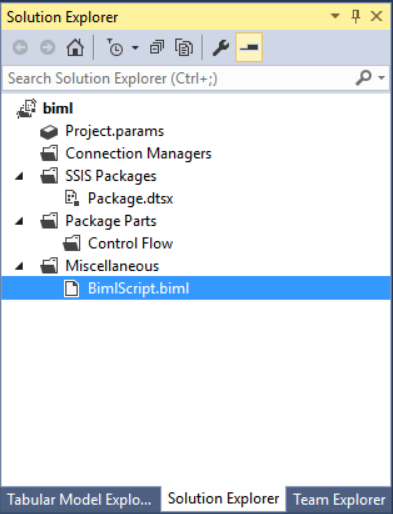 Solution Explorer
Search Solution Explorer (Ctrl+;)
biml
Project.params
Connection Managers
SSIS Packages
Package.dtsx
Package Parts
Control Flow
Miscellaneous
BimlScript.biml
Tabular Model Explo... Solution Explorer Team Explorer